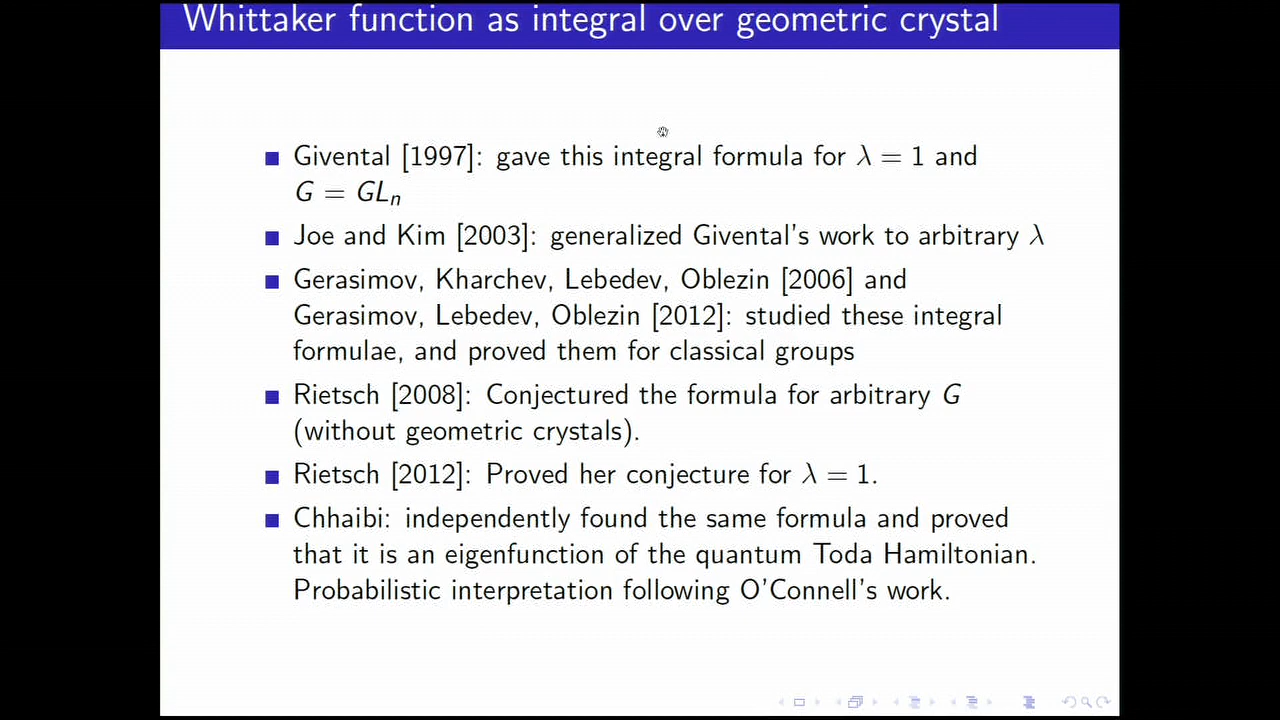 Whittaker function as integral over geometric crystal
Givental [1997]: gave this integral formula for λ = 1 and
G = GLₙ
Joe and Kim [2003]: generalized Givental's work to arbitrary λ
Gerasimov, Kharchev, Lebedev, Oblezin [2006] and
Gerasimov, Lebedev, Oblezin [2012]: studied these integral
formulae, and proved them for classical groups
Rietsch [2008]: Conjectured the formula for arbitrary G
(without geometric crystals).
Rietsch [2012]: Proved her conjecture for λ = 1.
Chhaibi: independently found the same formula and proved
that it is an eigenfunction of the quantum Toda Hamiltonian.
Probabilistic interpretation following O'Connell's work.